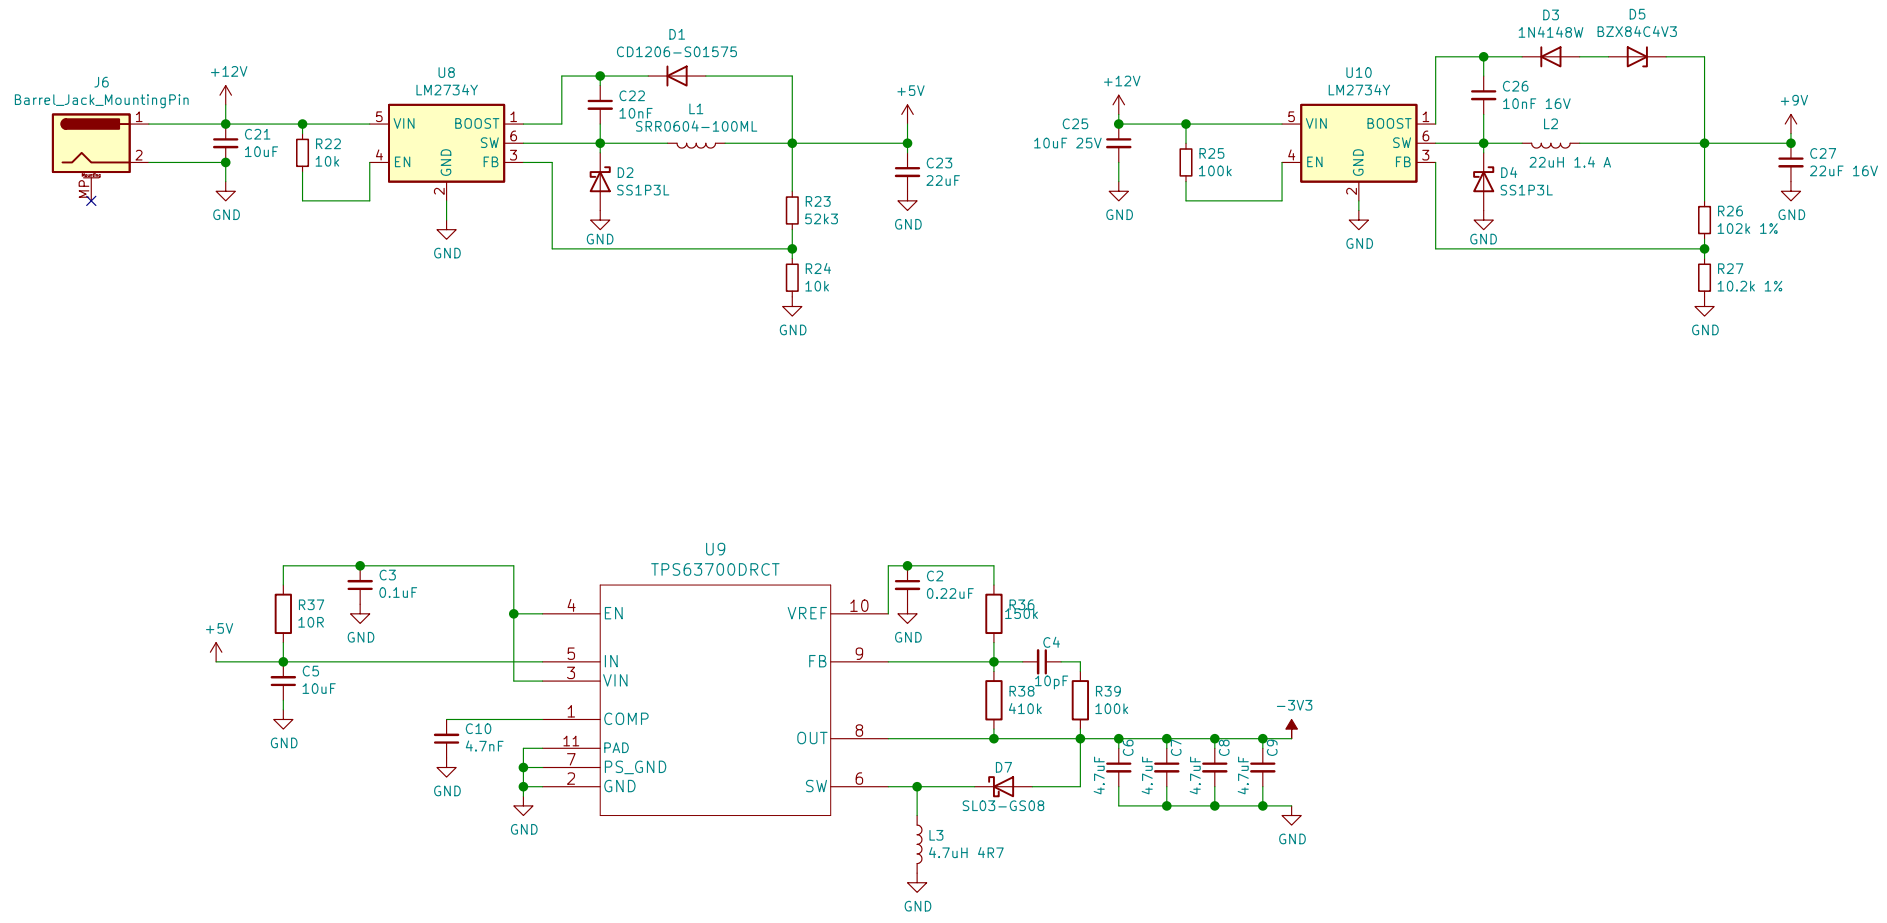 J6
Barrel_Jack_MountingPin
1
2
MP
+12V
C21
10uF
GND
R22
10k
U8
LM2734Y
5
VIN
4
EN
BOOST
1
SW
6
FB
3
GND
2
GND
D1
CD1206-S01575
C22
10nF
L1
SRR0604-100ML
D2
SS1P3L
GND
R23
52k3
R24
10k
GND
+5V
C23
22uF
GND
+12V
C25
10uF 25V
GND
R25
100k
U10
LM2734Y
5
VIN
4
EN
BOOST
1
SW
6
FB
3
GND
2
GND
D3
1N4148W
D5
BZX84C4V3
C26
10nF 16V
L2
22uH 1.4 A
D4
SS1P3L
GND
+9V
C27
22uF 16V
GND
R26
102k 1%
R27
10.2k 1%
GND
U9
TPS63700DRCT
+5V
R37
10R
C3
0.1uF
GND
C5
10uF
GND
C10
4.7nF
GND
4
EN
5
IN
3
VIN
1
COMP
11
PAD
7
PS_GND
2
GND
GND
VREF
10
FB
9
OUT
8
SW
6
C2
0.22uF
GND
R36
150k
C4
10pF
R38
410k
R39
100k
D7
SL03-GS08
L3
4.7uH 4R7
GND
C6
4.7uF
C7
4.7uF
C8
4.7uF
C9
4.7uF
-3V3
GND